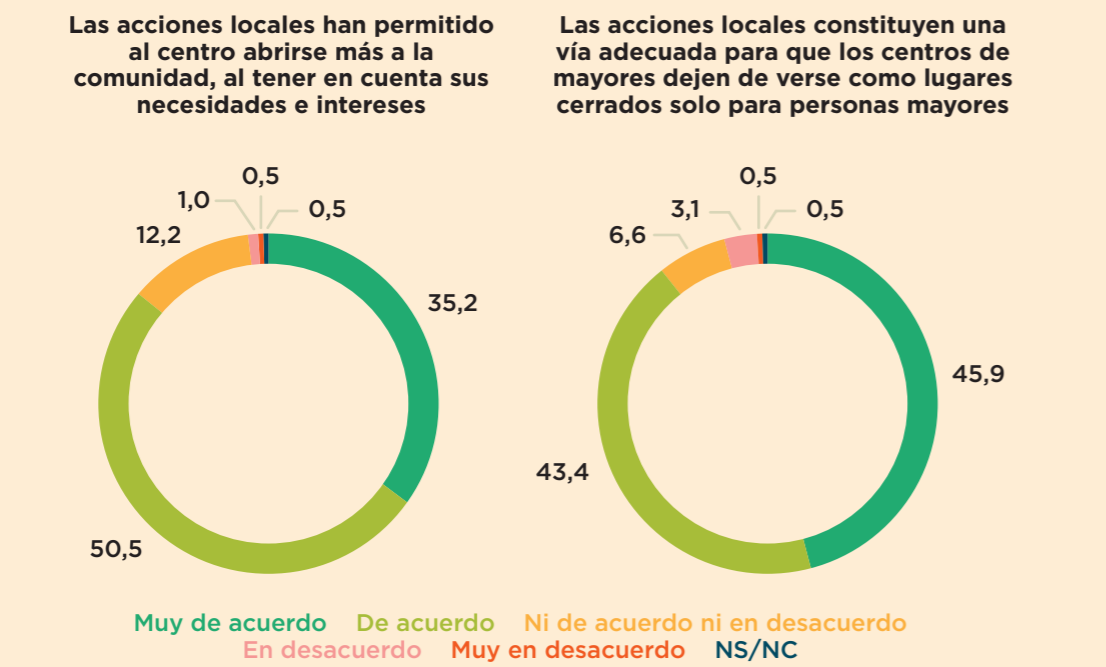 Las acciones locales han permitido
al centro abrirse más a la
comunidad, al tener en cuenta sus
necesidades e intereses
0,5
1,0
0,5
12,2
35,2
50,5
Las acciones locales constituyen una
vía adecuada para que los centros de
mayores dejen de verse como lugares
cerrados solo para personas mayores
0,5
3,1
0,5
6,6
45,9
43,4
Muy de acuerdo De acuerdo Ni de acuerdo ni en desacuerdo
En desacuerdo Muy en desacuerdo NS/NC